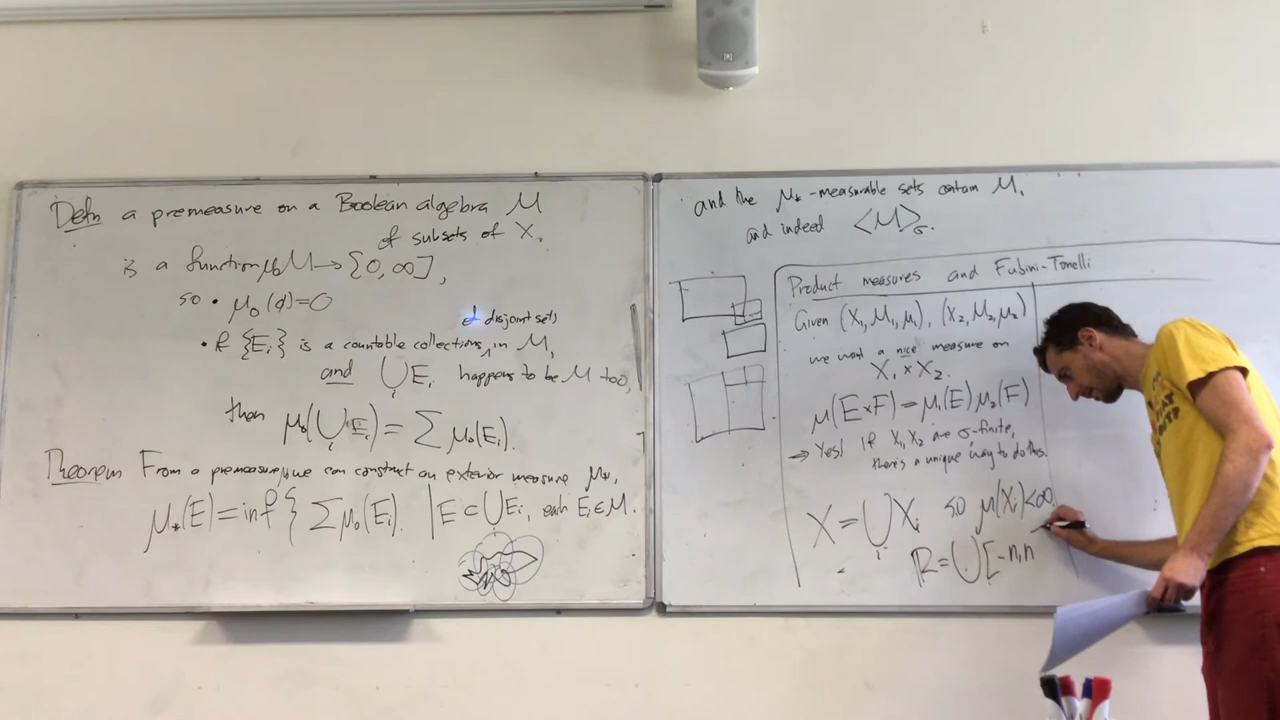 Defn a premeasure on a Boolean algebra M
of subsets of X,
is a function μ₀ M → [0, ∞],
so • μ₀(∅)=0
of disjoint sets
• If {Eᵢ} is a countable collection, in M,
and ⋃ᵢ Eᵢ happens to be M too,
then μ₀(⋃ᵢ Eᵢ) = ∑ μ₀(Eᵢ).
Theorem From a premeasure μ₀ we can construct an exterior measure μ*,
μ*(E) = inf { ∑ μ₀(Eᵢ) | E ⊂ ⋃ᵢ Eᵢ, each Eᵢ ∈ M.
and the μ* -measurable sets contain M,
and indeed ⟨M⟩σ.
Product measures and Fubini-Tonelli
Given (X₁, M₁, μ₁), (X₂, M₂, μ₂)
we want a nice measure on
X₁ × X₂.
μ(E×F) = μ₁(E) μ₂(F)
→ Yes! If X₁, X₂ are σ-finite,
there's a unique way to do this.
X = ⋃ᵢ Xᵢ so μ(Xᵢ)<∞
ℝ = ⋃ [-n, n